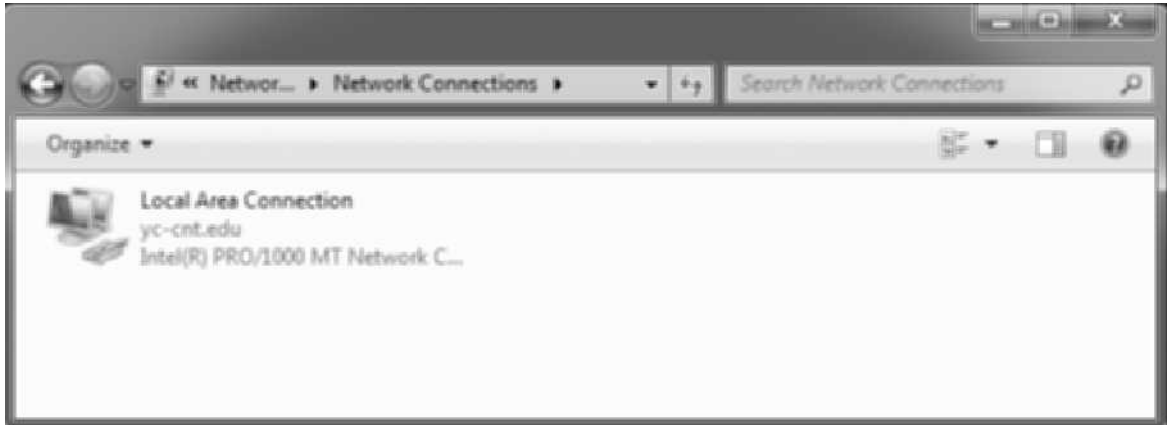 « Networ... ▸ Network Connections ▸
Search Network Connections
Organize ▾
Local Area Connection
yc-cnt.edu
Intel(R) PRO/1000 MT Network C...